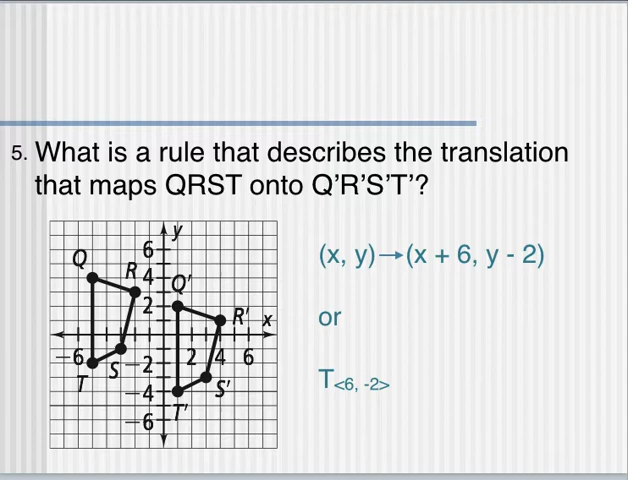 5. What is a rule that describes the translation
that maps QRST onto Q’R’S’T’?
y
6
Q
R 4 Q'
2
R' x
-6 2 4 6
T S -2
-4 S'
-6 T'
(x, y)→(x + 6, y - 2)
or
T<6, -2>